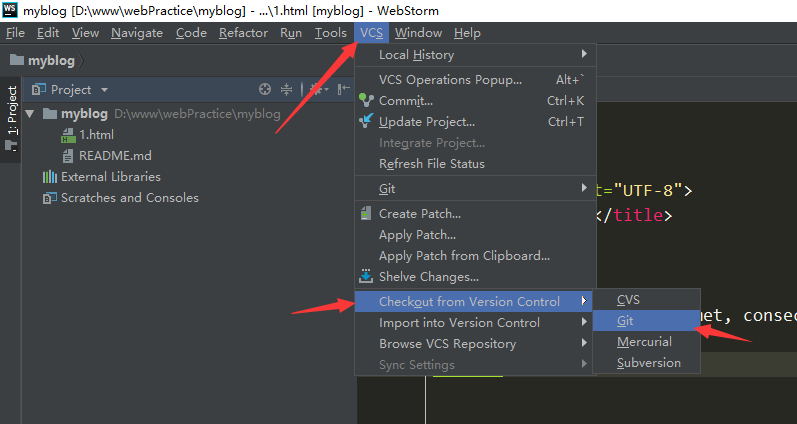 WS myblog [D:\www\webPractice\myblog] - ...\1.html [myblog] - WebStorm
File Edit View Navigate Code Refactor Run Tools VCS Window Help
myblog
1: Project
Project
myblog D:\www\webPractice\myblog
1.html
README.md
External Libraries
Scratches and Consoles
Local History
VCS Operations Popup... Alt+`
Commit... Ctrl+K
Update Project... Ctrl+T
Integrate Project...
Refresh File Status
Git
Create Patch...
Apply Patch...
Apply Patch from Clipboard...
Shelve Changes...
Checkout from Version Control
Import into Version Control
Browse VCS Repository
Sync Settings
CVS
Git
Mercurial
Subversion
t="UTF-8">
</title>
met, consec